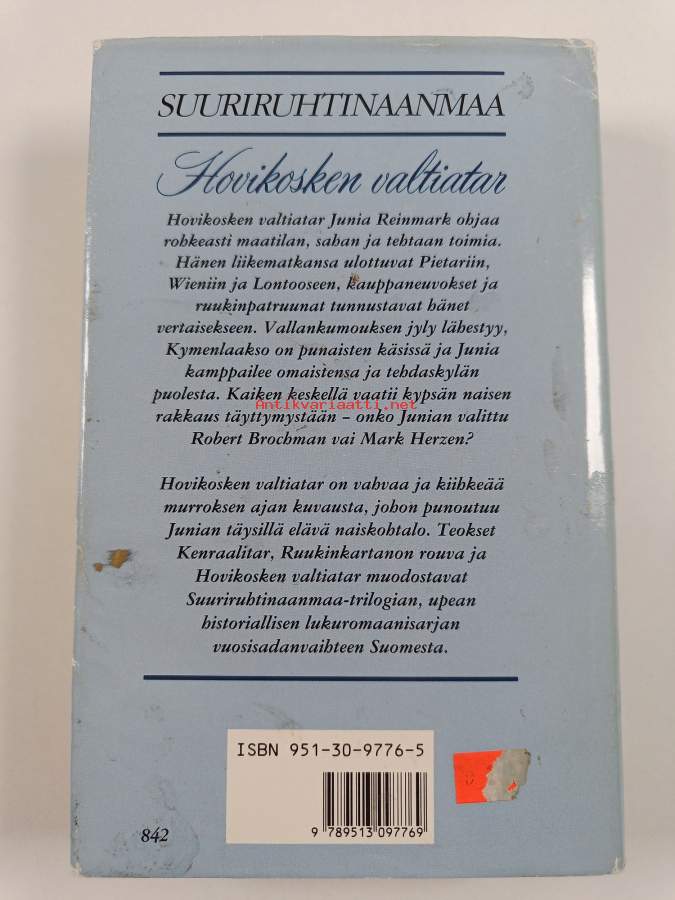 SUURIRUHTINAANMAA
Hovikosken valtiatar
Hovikosken valtiatar Junia Reinmark ohjaa
rohkeasti maatilan, sahan ja tehtaan toimia.
Hänen liikematkansa ulottuvat Pietariin,
Wieniin ja Lontooseen, kauppaneuvokset ja
ruukinpatruunat tunnustavat hänet
vertaisekseen. Vallankumouksen jyly lähestyy,
Kymenlaakso on punaisten käsissä ja Junia
kamppailee omaistensa ja tehdaskylän
puolesta. Kaiken keskellä vaatii kypsän naisen
Antikvariaatti.net
rakkaus täyttymystään – onko Junian valittu
Robert Brochman vai Mark Herzen?
Hovikosken valtiatar on vahvaa ja kiihkeää
murroksen ajan kuvausta, johon punoutuu
Junian täysillä elävä naiskohtalo. Teokset
Kenraalitar, Ruukinkartanon rouva ja
Hovikosken valtiatar muodostavat
Suuriruhtinaanmaa-trilogian, upean
historiallisen lukuromaanisarjan
vuosisadanvaihteen Suomesta.
ISBN 951-30-9776-5
9 789513 097769
842